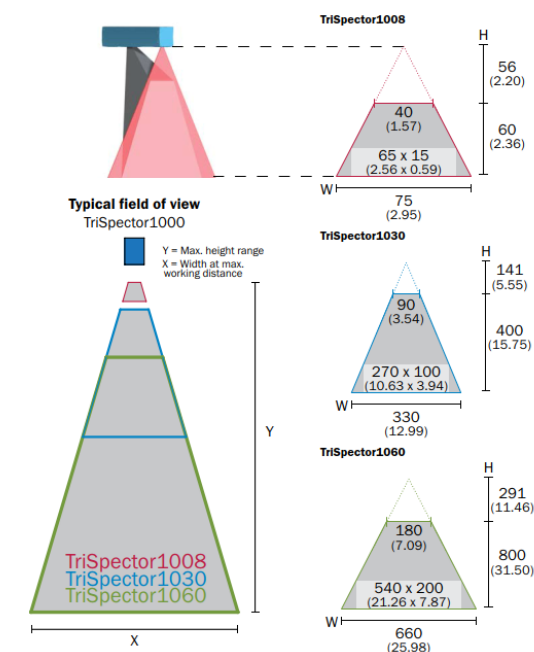 TriSpector1008
H
56
(2.20)
40
(1.57)
60
(2.36)
65 x 15
(2.56 x 0.59)
W
75
(2.95)
Typical field of view
TriSpector1000
Y = Max. height range
X = Width at max.
working distance
Y
TriSpector1008
TriSpector1030
TriSpector1060
X
TriSpector1030
H
141
(5.55)
90
(3.54)
400
(15.75)
270 x 100
(10.63 x 3.94)
W
330
(12.99)
TriSpector1060
H
291
(11.46)
180
(7.09)
800
(31.50)
540 x 200
(21.26 x 7.87)
W
660
(25.98)